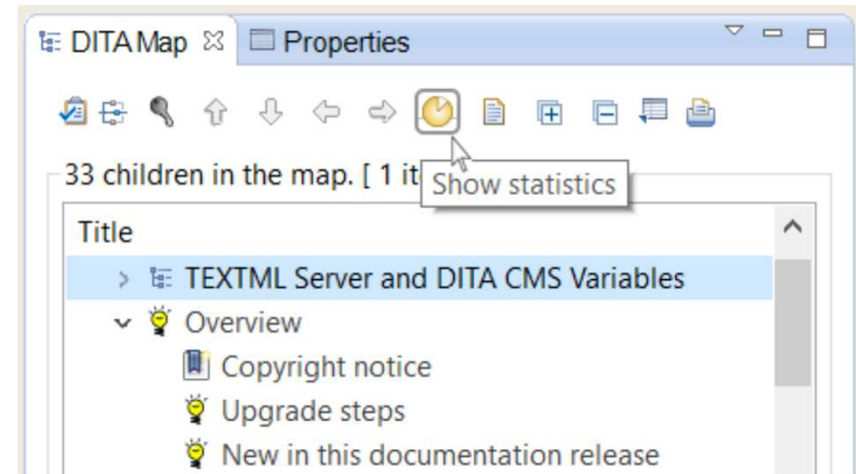 DITA Map Properties
33 children in the map. [ 1 it
Show statistics
Title
TEXTML Server and DITA CMS Variables
Overview
Copyright notice
Upgrade steps
New in this documentation release